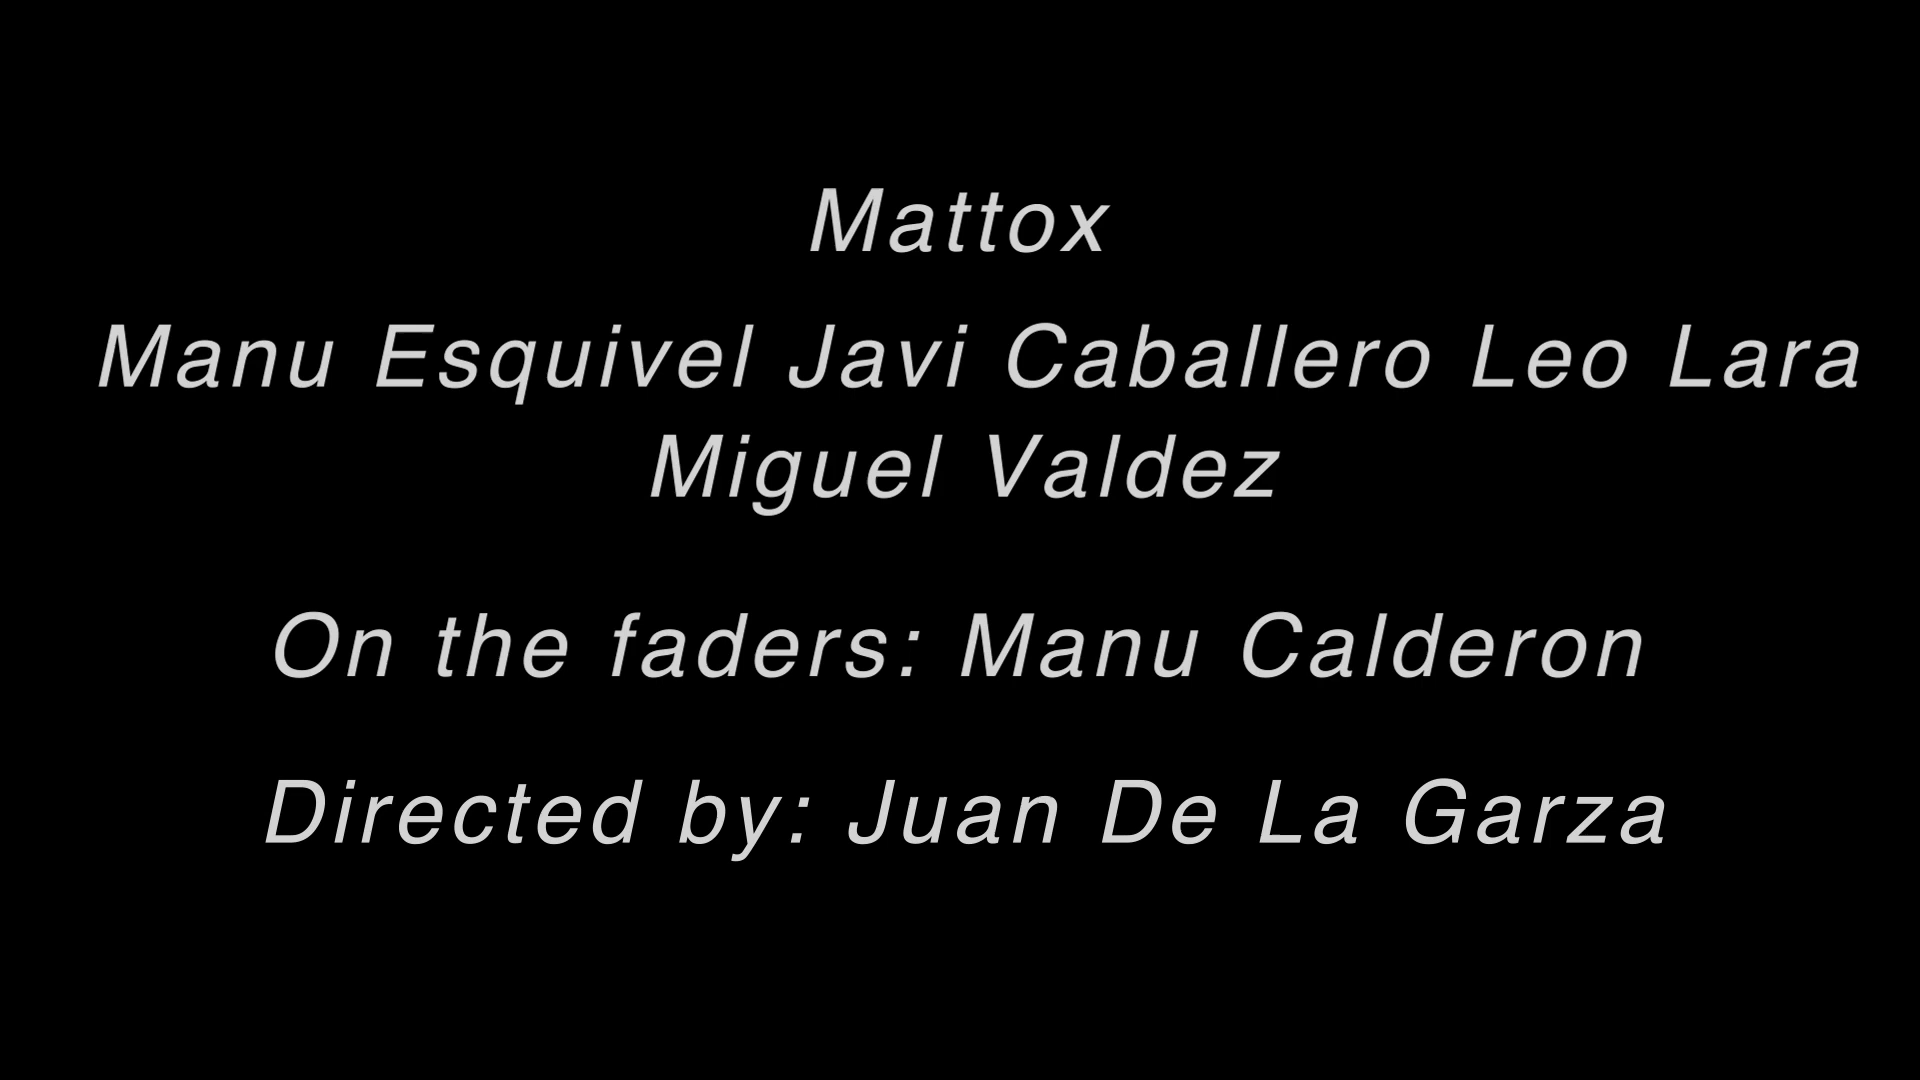 Mattox
Manu Esquivel Javi Caballero Leo Lara
Miguel Valdez
On the faders: Manu Calderon
Directed by: Juan De La Garza